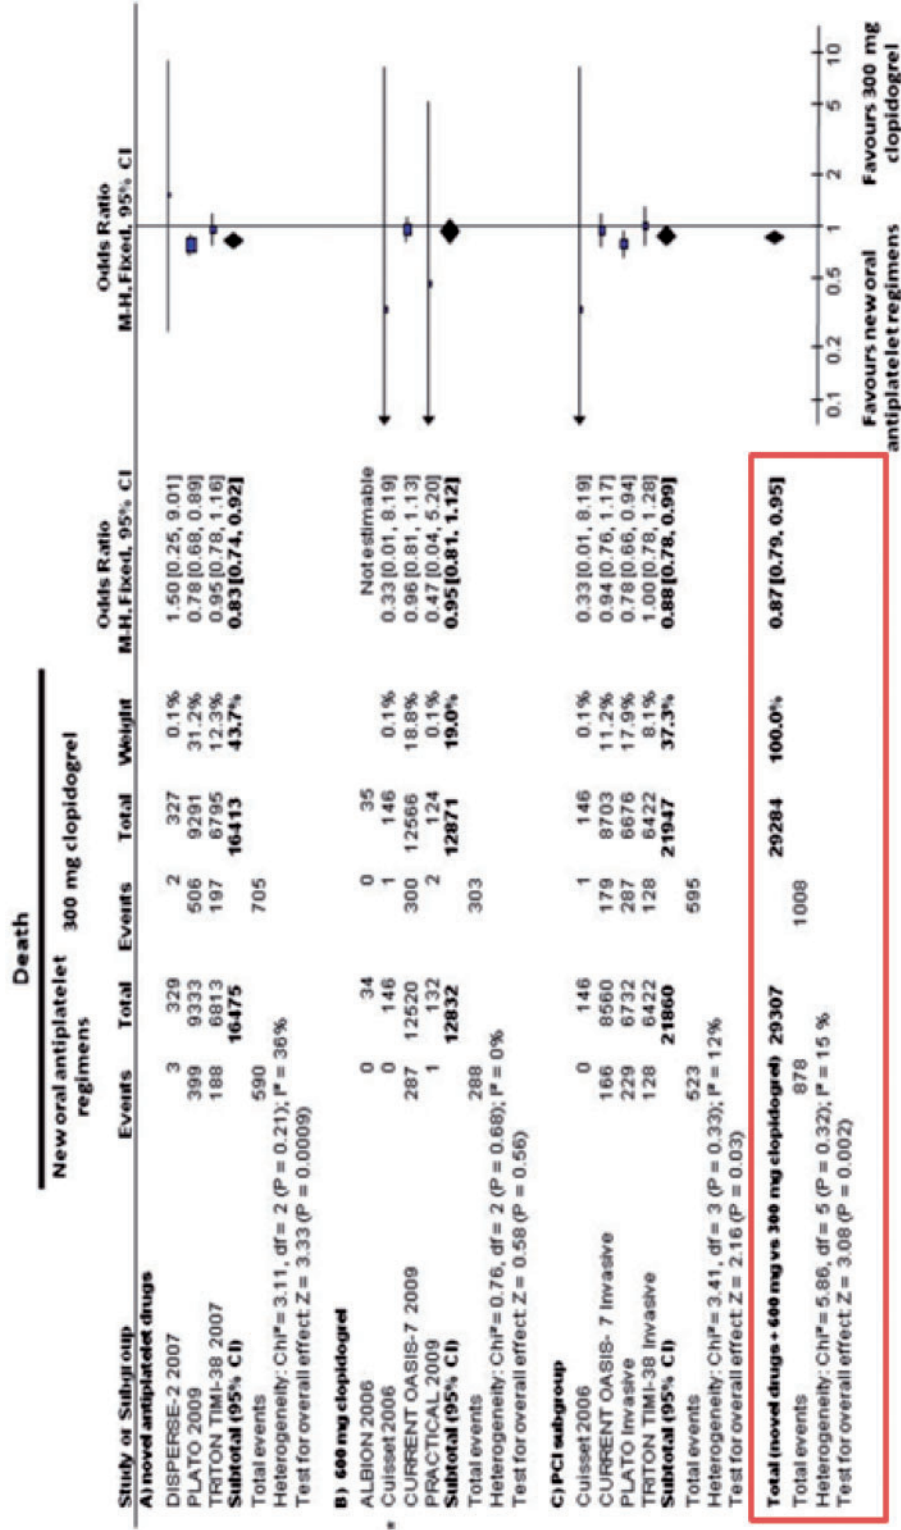 Death
New oral antiplatelet regimens 300 mg clopidogrel Odds Ratio Odds Ratio
Study or Subgroup Events Total Events Total Weight M-H, Fixed, 95% CI M-H, Fixed, 95% CI
A) novel antiplatelet drugs
DISPERSE-2 2007 3 329 2 327 0.1% 1.50 [0.25, 9.01]
PLATO 2009 399 9333 506 9291 31.2% 0.78 [0.68, 0.89]
TRITON TIMI-38 2007 188 6813 197 6795 12.3% 0.95 [0.78, 1.16]
Subtotal (95% CI) 16475 16413 43.7% 0.83 [0.74, 0.92]
Total events 590 705
Heterogeneity: Chi²= 3.11, df = 2 (P = 0.21); I² = 36%
Test for overall effect: Z = 3.33 (P = 0.0009)
B) 600 mg clopidogrel
ALBION 2006 0 34 0 35 Not estimable
Cuisset 2006 0 146 1 146 0.1% 0.33 [0.01, 8.19]
* CURRENT OASIS-7 2009 287 12520 300 12566 18.8% 0.96 [0.81, 1.13]
PRACTICAL 2009 1 132 2 124 0.1% 0.47 [0.04, 5.20]
Subtotal (95% CI) 12832 12871 19.0% 0.95 [0.81, 1.12]
Total events 288 303
Heterogeneity: Chi²= 0.76, df = 2 (P = 0.68); I² = 0%
Test for overall effect: Z = 0.58 (P = 0.56)
C) PCI subgroup
Cuisset 2006 0 146 1 146 0.1% 0.33 [0.01, 8.19]
CURRENT OASIS- 7 Invasive 166 8560 179 8703 11.2% 0.94 [0.76, 1.17]
PLATO Invasive 229 6732 287 6676 17.9% 0.78 [0.66, 0.94]
TRITON TIMI-38 Invasive 128 6422 128 6422 8.1% 1.00 [0.78, 1.28]
Subtotal (95% CI) 21860 21947 37.3% 0.88 [0.78, 0.99]
Total events 523 595
Heterogeneity: Chi²= 3.41, df = 3 (P = 0.33); I² = 12%
Test for overall effect: Z = 2.16 (P = 0.03)
Total (novel drugs + 600 mg vs 300 mg clopidogrel) 29307 29284 100.0% 0.87 [0.79, 0.95]
Total events 878 1008
Heterogeneity: Chi²= 5.86, df = 5 (P = 0.32); I² = 15 %
Test for overall effect: Z = 3.08 (P = 0.002)
0.1 0.2 0.5 1 2 5 10
Favours new oral antiplatelet regimens Favours 300 mg clopidogrel